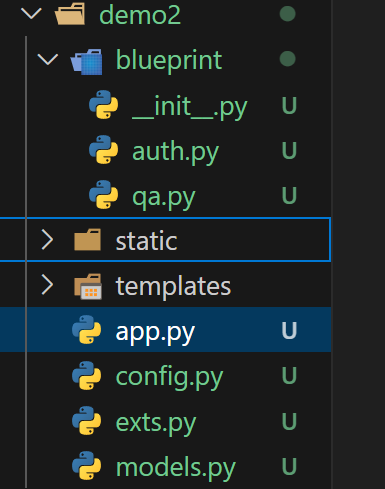 demo2
blueprint
__init__.py U
auth.py U
qa.py U
static
templates
app.py U
config.py U
exts.py U
models.py U